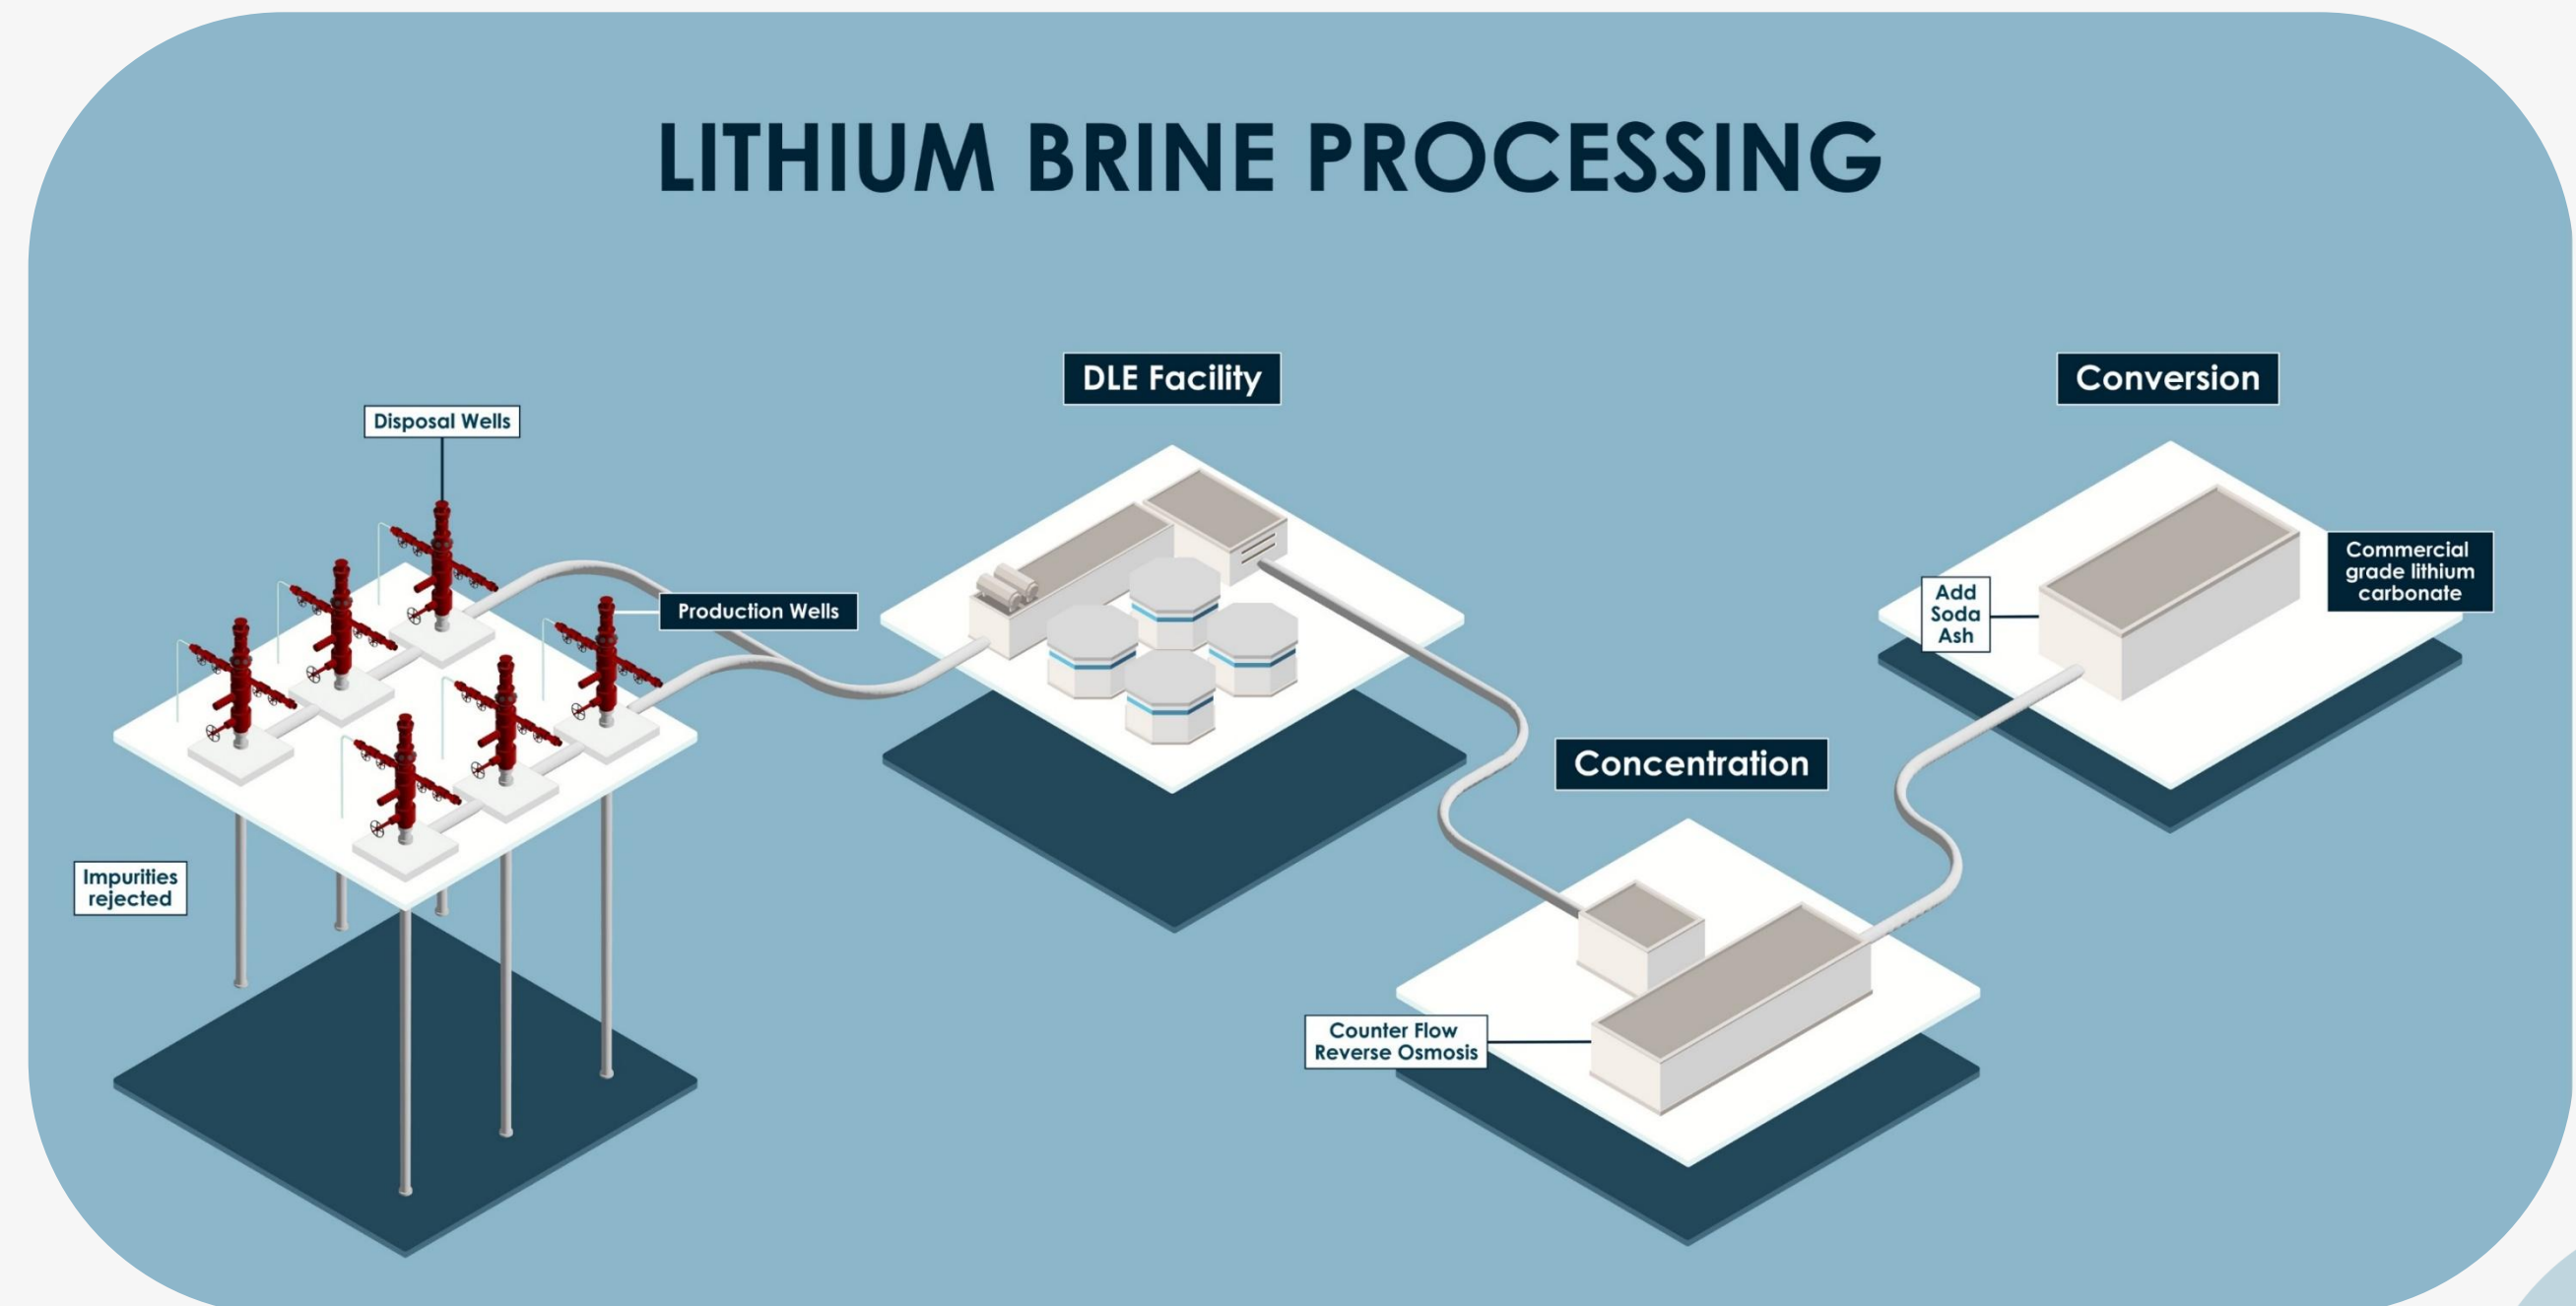 LITHIUM BRINE PROCESSING
DLE Facility
Conversion
Disposal Wells
Production Wells
Commercial
grade lithium
carbonate
Add
Soda
Ash
Concentration
Impurities
rejected
Counter Flow
Reverse Osmosis